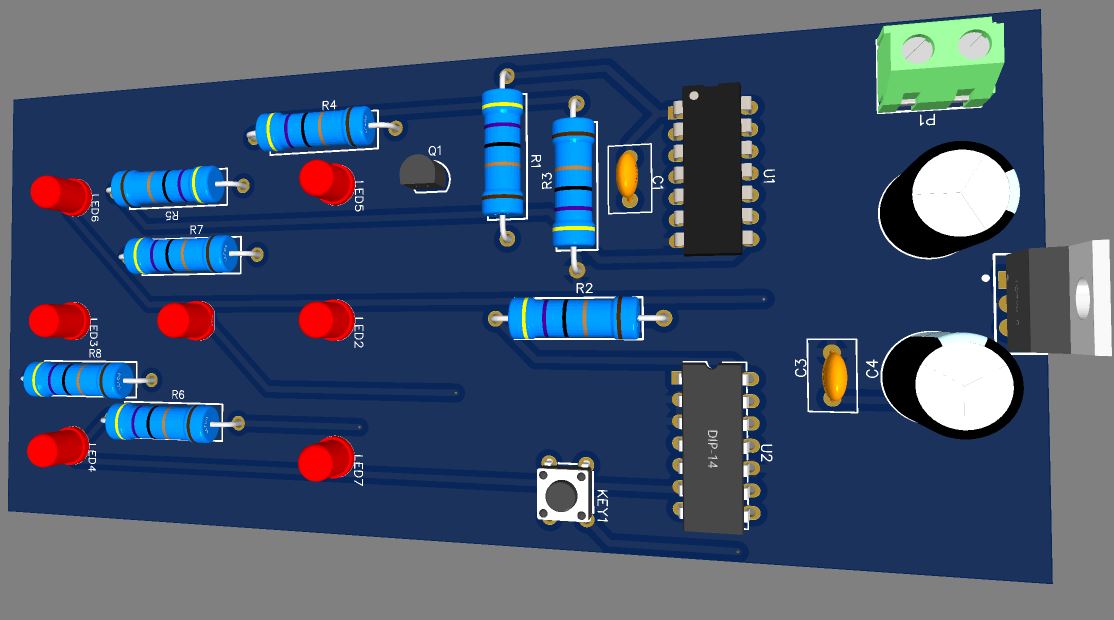 P1
R4
Q1
R1
R3
C1
U1
LED5
LED6
R5
R7
R2
LED3
LED2
R8
R6
C3
C4
LED4
LED7
DIP-14
U2
KEY1